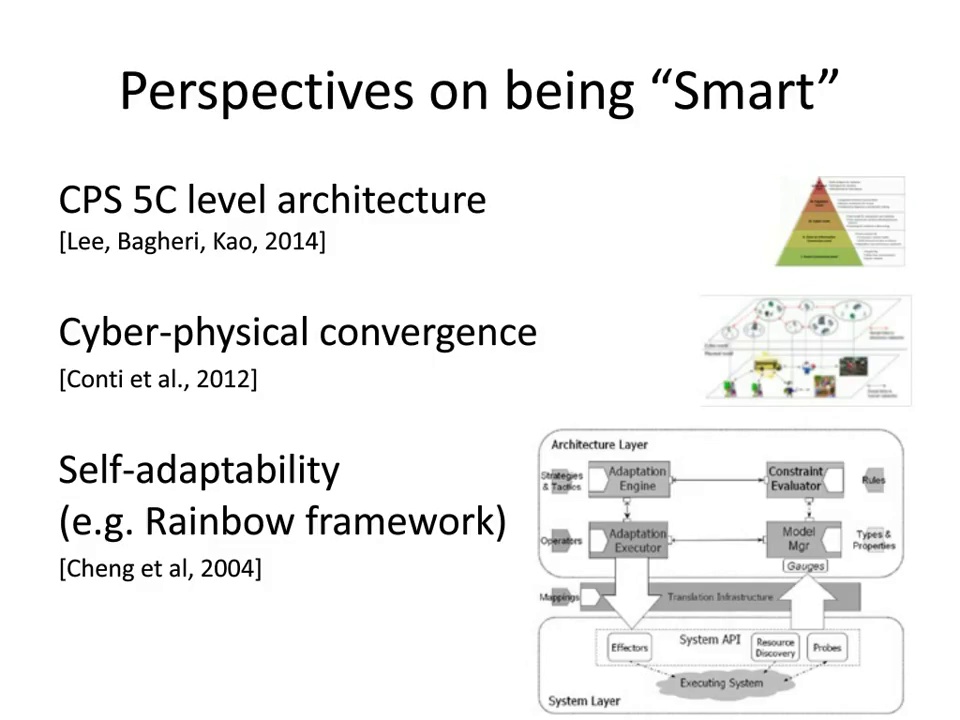 Perspectives on being “Smart”
CPS 5C level architecture
[Lee, Bagheri, Kao, 2014]
Cyber-physical convergence
[Conti et al., 2012]
Self-adaptability
(e.g. Rainbow framework)
[Cheng et al, 2004]
Architecture Layer
Strategies
& Tactics
Adaptation
Engine
Constraint
Evaluator
Rules
Operators
Adaptation
Executor
Model
Mgr
Types &
Properties
Gauges
Mappings
Translation Infrastructure
System API
Effectors
Resource
Discovery
Probes
Executing System
System Layer